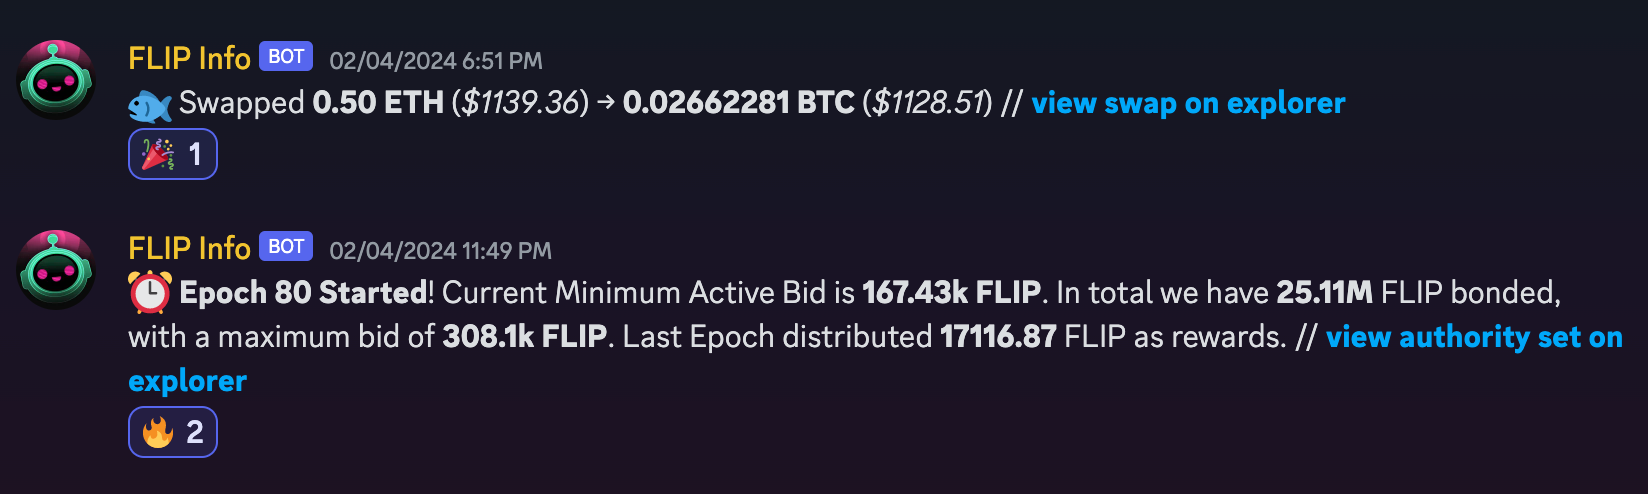 FLIP Info BOT 02/04/2024 6:51 PM
🐟 Swapped 0.50 ETH ($1139.36) → 0.02662281 BTC ($1128.51) // view swap on explorer
🎉 1
FLIP Info BOT 02/04/2024 11:49 PM
⏰ Epoch 80 Started! Current Minimum Active Bid is 167.43k FLIP. In total we have 25.11M FLIP bonded,
with a maximum bid of 308.1k FLIP. Last Epoch distributed 17116.87 FLIP as rewards. // view authority set on
explorer
🔥 2